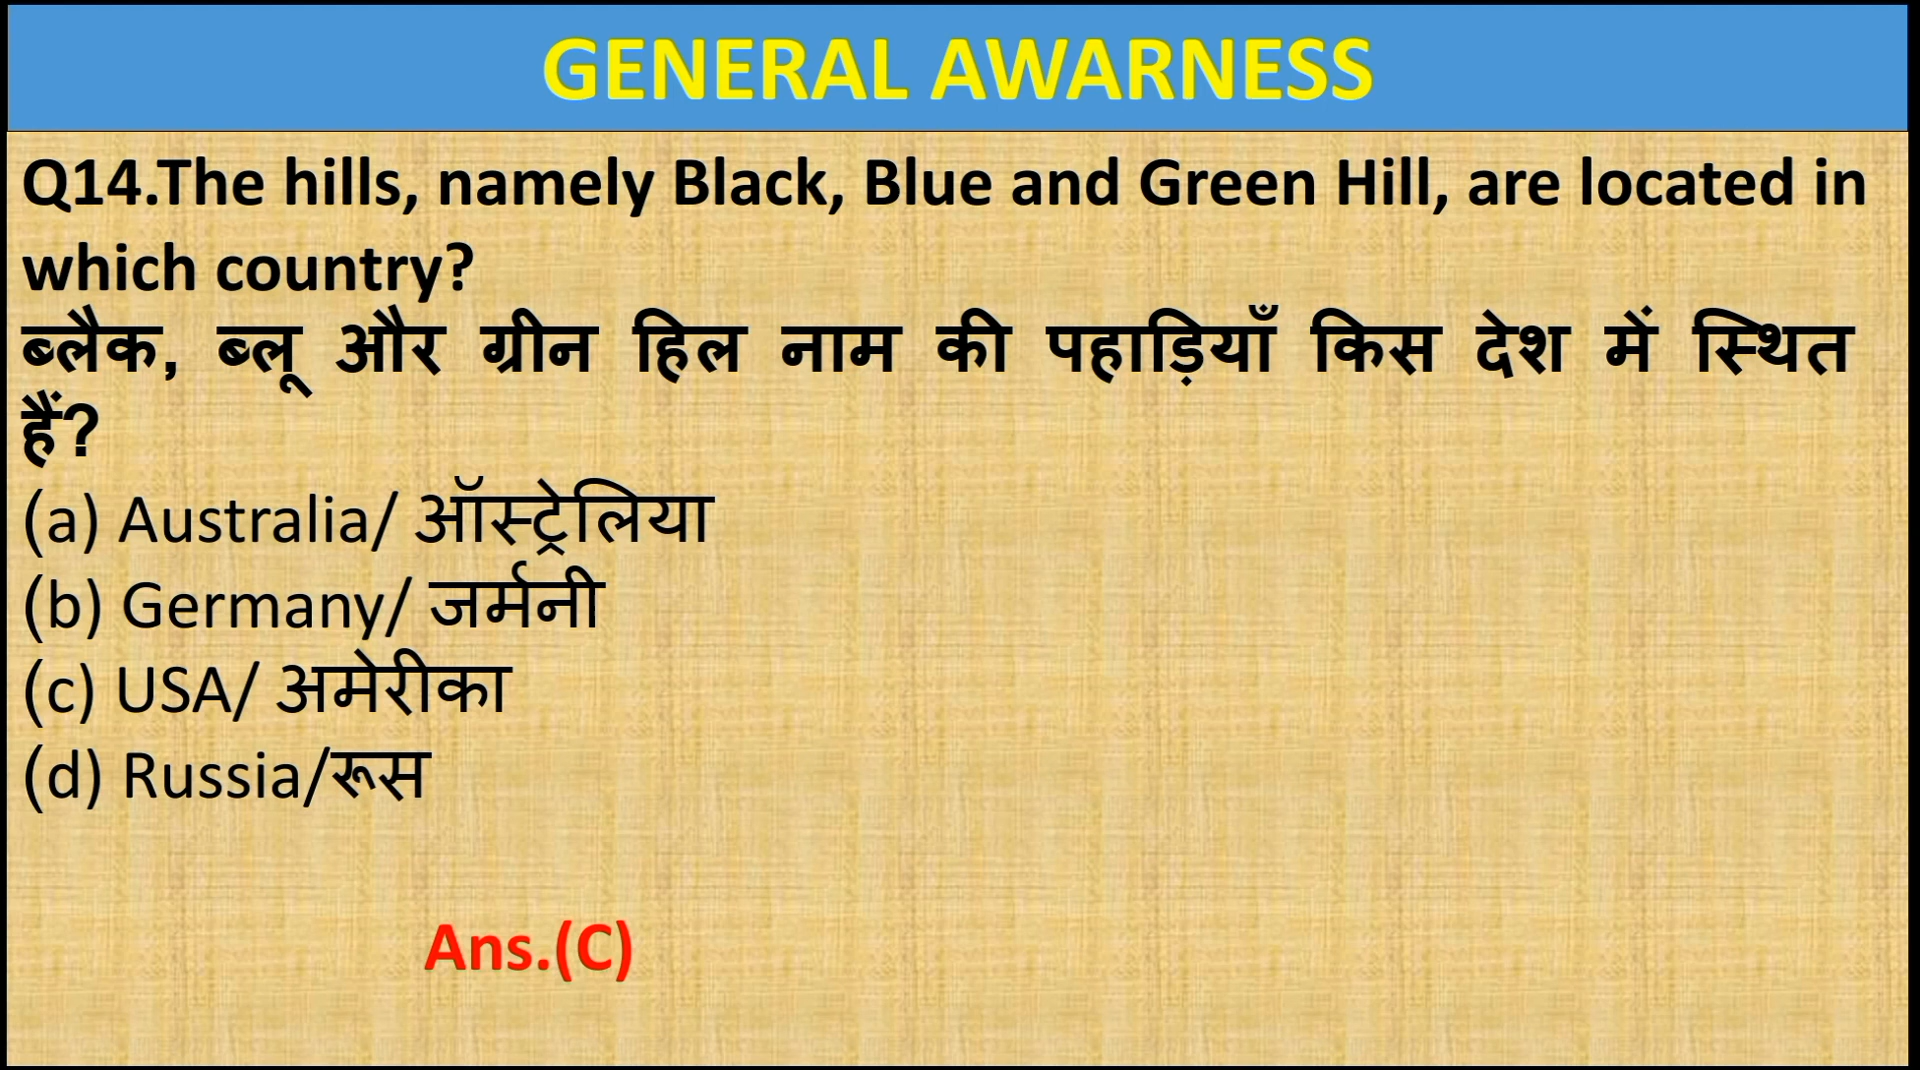 GENERAL AWARNESS
Q14.The hills, namely Black, Blue and Green Hill, are located in
which country?
ब्लैक, ब्लू और ग्रीन हिल नाम की पहाड़ियाँ किस देश में स्थित
हैं?
(a) Australia/ ऑस्ट्रेलिया
(b) Germany/ जर्मनी
(c) USA/ अमेरीका
(d) Russia/रूस
Ans.(C)